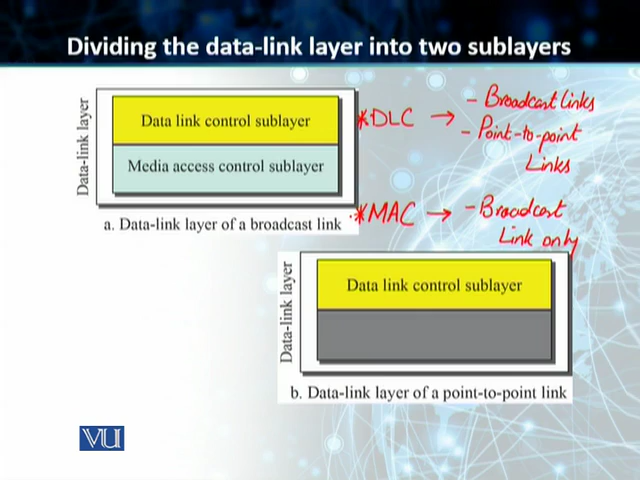 Dividing the data-link layer into two sublayers
Data-link layer
Data link control sublayer
Media access control sublayer
a. Data-link layer of a broadcast link
*DLC → - Broadcast Links
- Point-to-point
Links
*MAC → - Broadcast
Link only
Data-link layer
Data link control sublayer
b. Data-link layer of a point-to-point link
VU